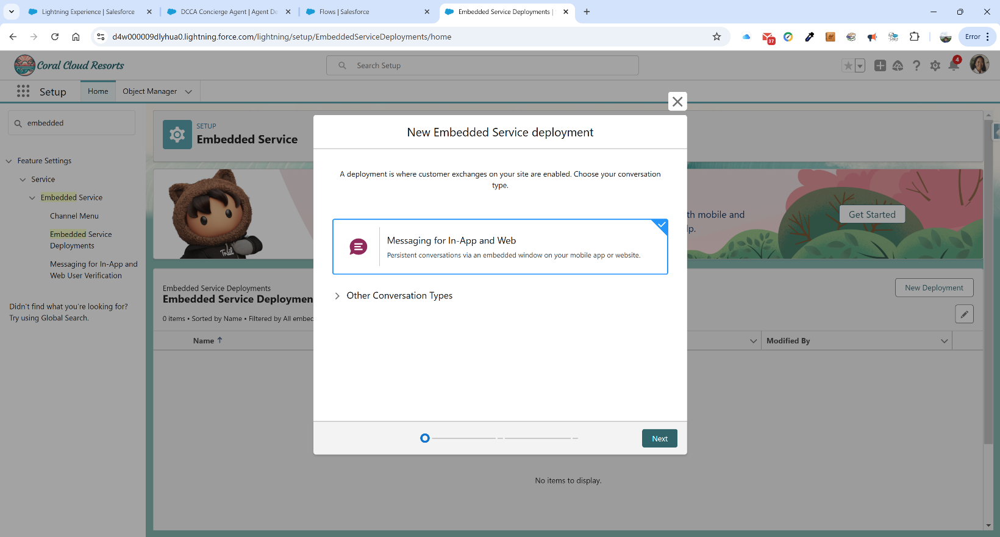 Lightning Experience | Salesforce
DCCA Concierge Agent | Agent De
Flows | Salesforce
Embedded Service Deployments |
d4w000009dlyhua0.lightning.force.com/lightning/setup/EmbeddedServiceDeployments/home
37
Error
Coral Cloud Resorts
Search Setup
4
Setup
Home
Object Manager
embedded
Feature Settings
Service
Embedded Service
Channel Menu
Embedded Service
Deployments
Messaging for In-App and
Web User Verification
Didn't find what you're looking for?
Try using Global Search.
SETUP
Embedded Service
Trail
th mobile and
lp.
Get Started
Embedded Service Deployments
Embedded Service Deploymen
0 items • Sorted by Name • Filtered by All embed
New Deployment
Name
Modified By
No items to display.
New Embedded Service deployment
A deployment is where customer exchanges on your site are enabled. Choose your conversation
type.
Messaging for In-App and Web
Persistent conversations via an embedded window on your mobile app or website.
Other Conversation Types
Next